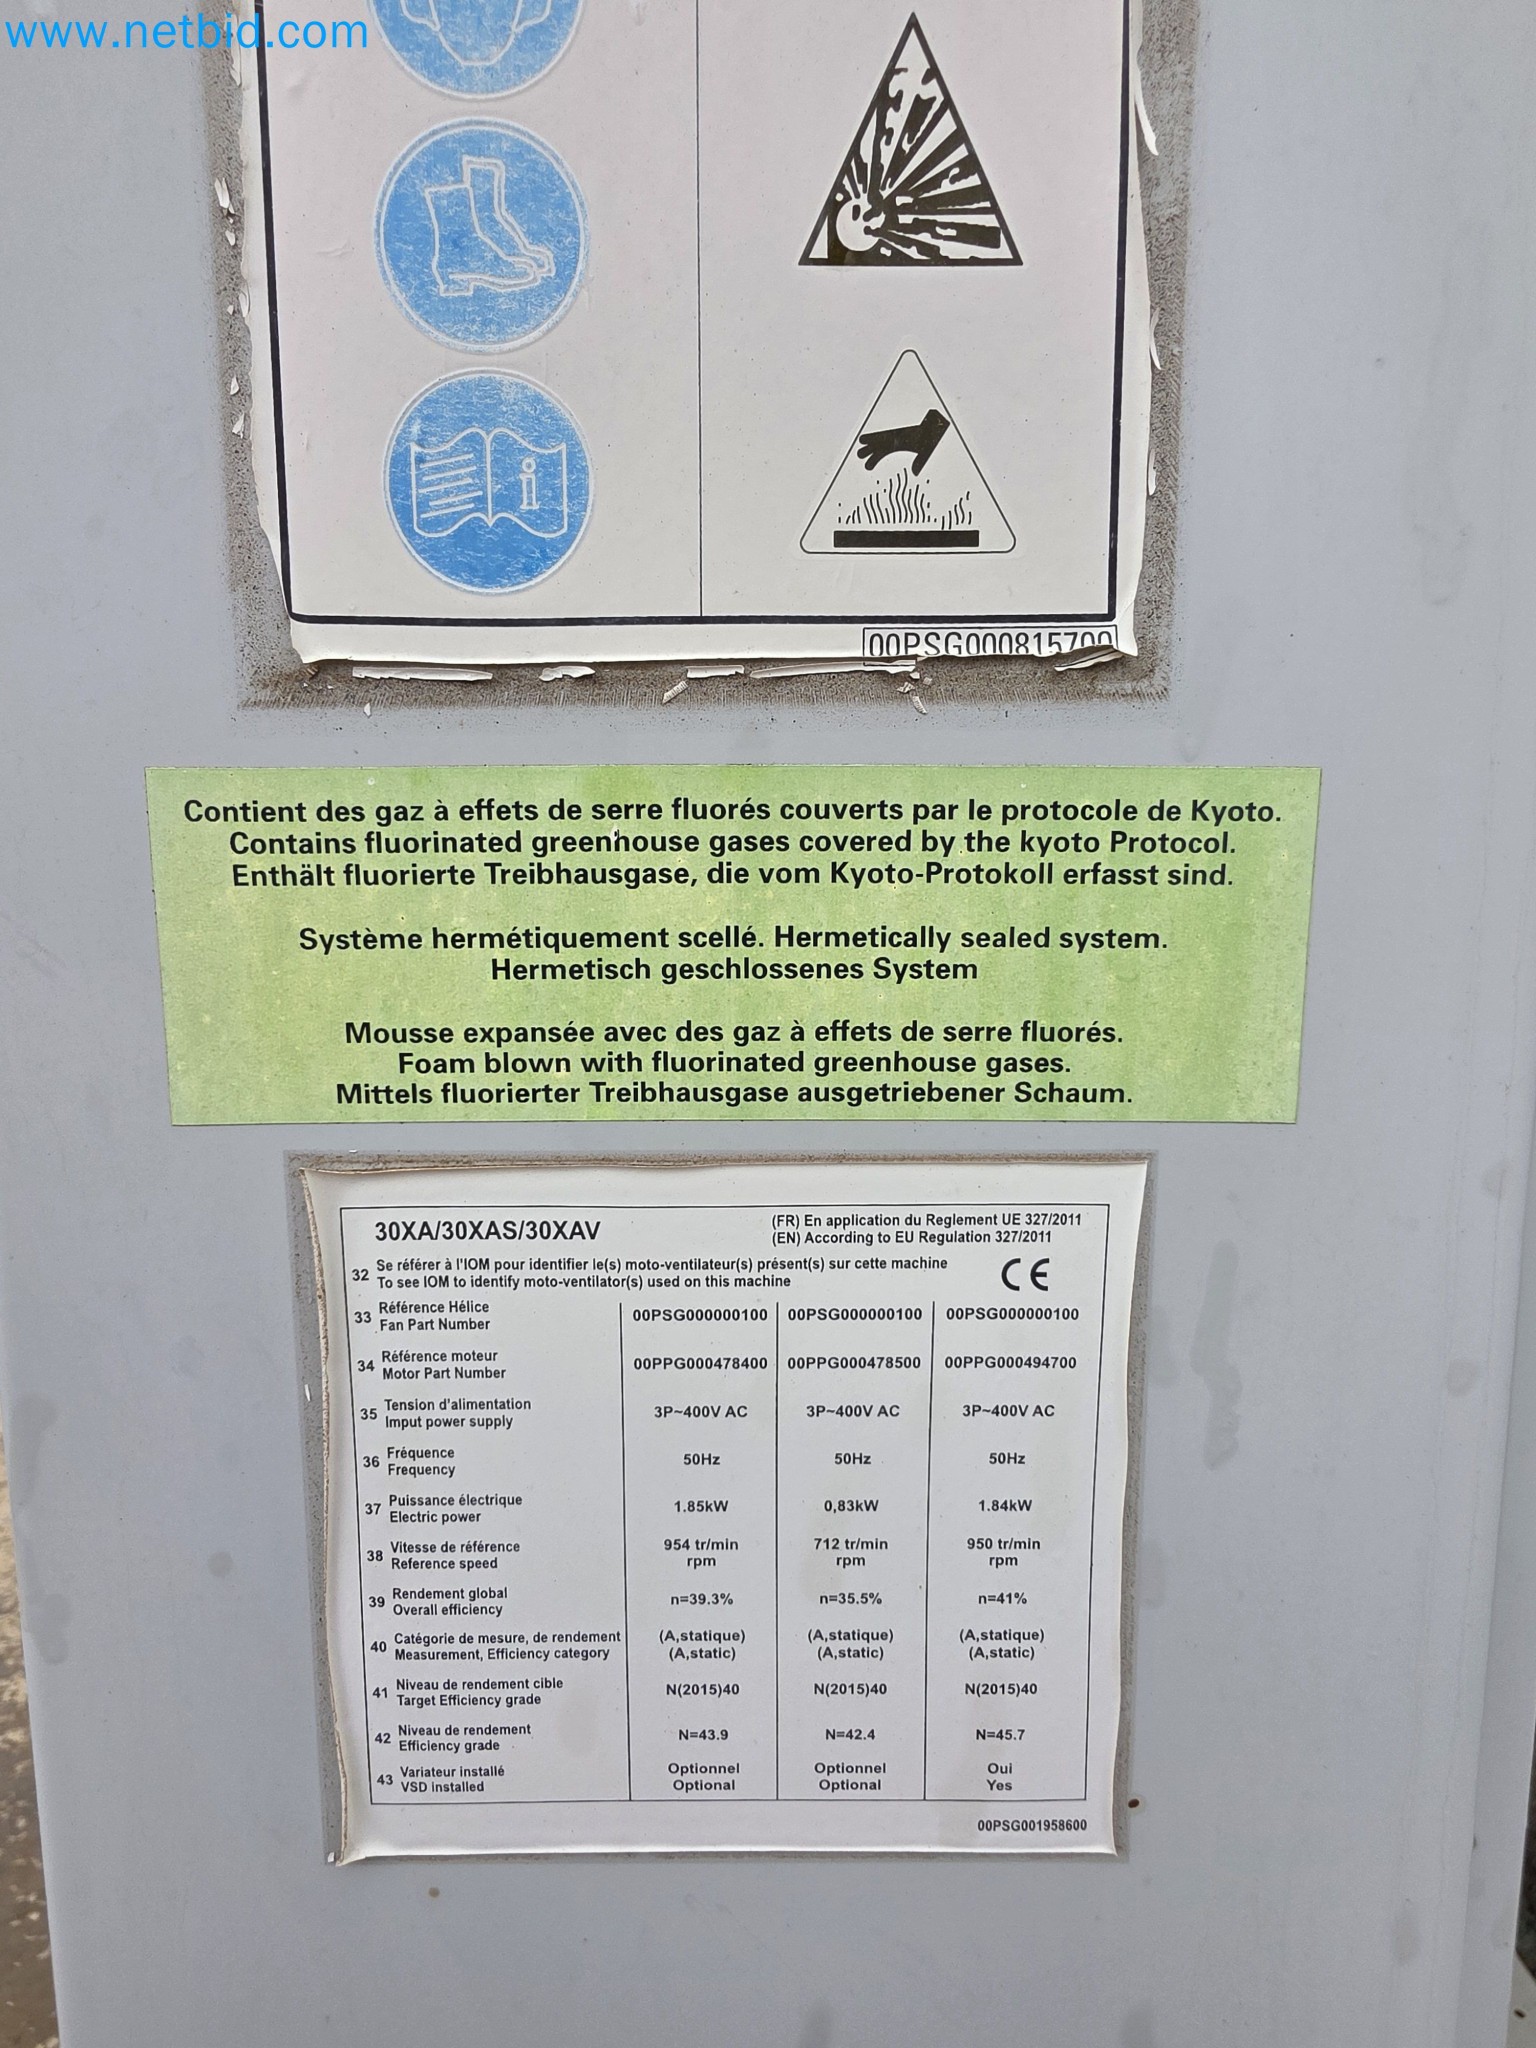 www.netbid.com
i
00PSG000815700
Contient des gaz à effets de serre fluorés couverts par le protocole de Kyoto.
Contains fluorinated greenhouse gases covered by the kyoto Protocol.
Enthält fluorierte Treibhausgase, die vom Kyoto-Protokoll erfasst sind.
Système hermétiquement scellé. Hermetically sealed system.
Hermetisch geschlossenes System
Mousse expansée avec des gaz à effets de serre fluorés.
Foam blown with fluorinated greenhouse gases.
Mittels fluorierter Treibhausgase ausgetriebener Schaum.
30XA/30XAS/30XAV
(FR) En application du Reglement UE 327/2011
(EN) According to EU Regulation 327/2011
32 Se référer à l'IOM pour identifier le(s) moto-ventilateur(s) présent(s) sur cette machine
To see IOM to identify moto-ventilator(s) used on this machine
CE
33 Référence Hélice
Fan Part Number
00PSG000000100 00PSG000000100 00PSG000000100
34 Référence moteur
Motor Part Number
00PPG000478400 00PPG000478500 00PPG000494700
35 Tension d'alimentation
Imput power supply
3P~400V AC 3P~400V AC 3P~400V AC
36 Fréquence
Frequency
50Hz 50Hz 50Hz
37 Puissance électrique
Electric power
1.85kW 0,83kW 1.84kW
38 Vitesse de référence
Reference speed
954 tr/min 712 tr/min 950 tr/min
rpm rpm rpm
39 Rendement global
Overall efficiency
n=39.3% n=35.5% n=41%
40 Catégorie de mesure, de rendement
Measurement, Efficiency category
(A,statique) (A,statique) (A,statique)
(A,static) (A,static) (A,static)
41 Niveau de rendement cible
Target Efficiency grade
N(2015)40 N(2015)40 N(2015)40
42 Niveau de rendement
Efficiency grade
N=43.9 N=42.4 N=45.7
43 Variateur installé
VSD installed
Optionnel Optionnel Oui
Optional Optional Yes
00PSG001958600